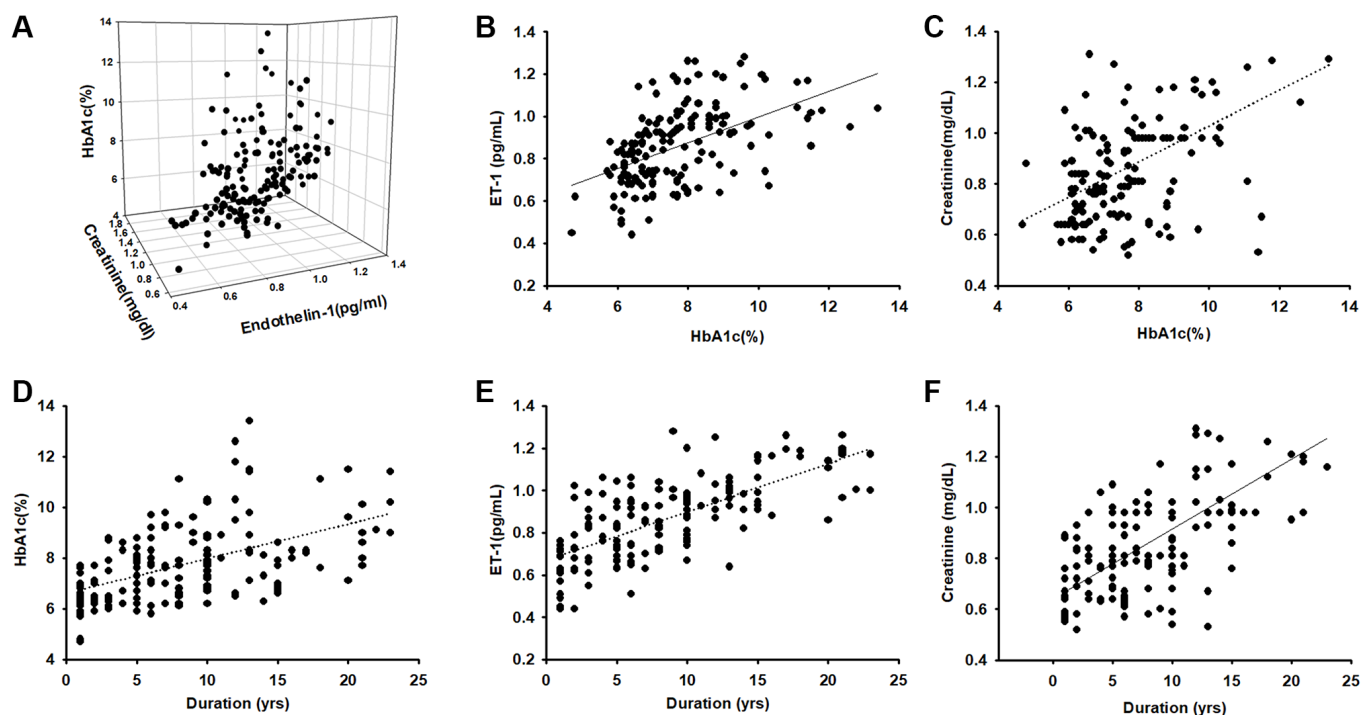 A
14
12
10
8
6
4
HbA1c(%)
1.8
1.6
1.4
1.2
1.0
0.8
0.6
Creatinine(mg/dl)
0.4
0.6
0.8
1.0
1.2
1.4
Endothelin-1(pg/ml)
B
1.4
1.2
1.0
0.8
0.6
0.4
0.2
ET-1 (pg/mL)
4 6 8 10 12 14
HbA1c(%)
C
1.4
1.2
1.0
0.8
0.6
0.4
Creatinine(mg/dL)
4 6 8 10 12 14
HbA1c(%)
D
14
12
10
8
6
4
HbA1c(%)
0 5 10 15 20 25
Duration (yrs)
E
1.4
1.2
1.0
0.8
0.6
0.4
0.2
ET-1(pg/mL)
0 5 10 15 20 25
Duration (yrs)
F
1.4
1.2
1.0
0.8
0.6
0.4
Creatinine (mg/dL)
0 5 10 15 20 25
Duration (yrs)